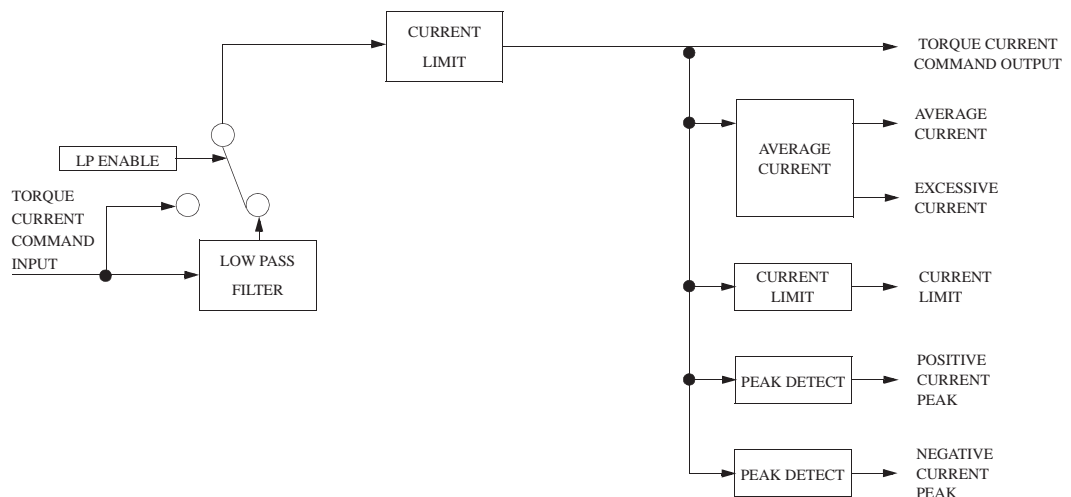 CURRENT
LIMIT
TORQUE CURRENT
COMMAND OUTPUT
LP ENABLE
TORQUE
CURRENT
COMMAND
INPUT
LOW PASS
FILTER
AVERAGE
CURRENT
AVERAGE
CURRENT
EXCESSIVE
CURRENT
CURRENT
LIMIT
CURRENT
LIMIT
PEAK DETECT
POSITIVE
CURRENT
PEAK
PEAK DETECT
NEGATIVE
CURRENT
PEAK